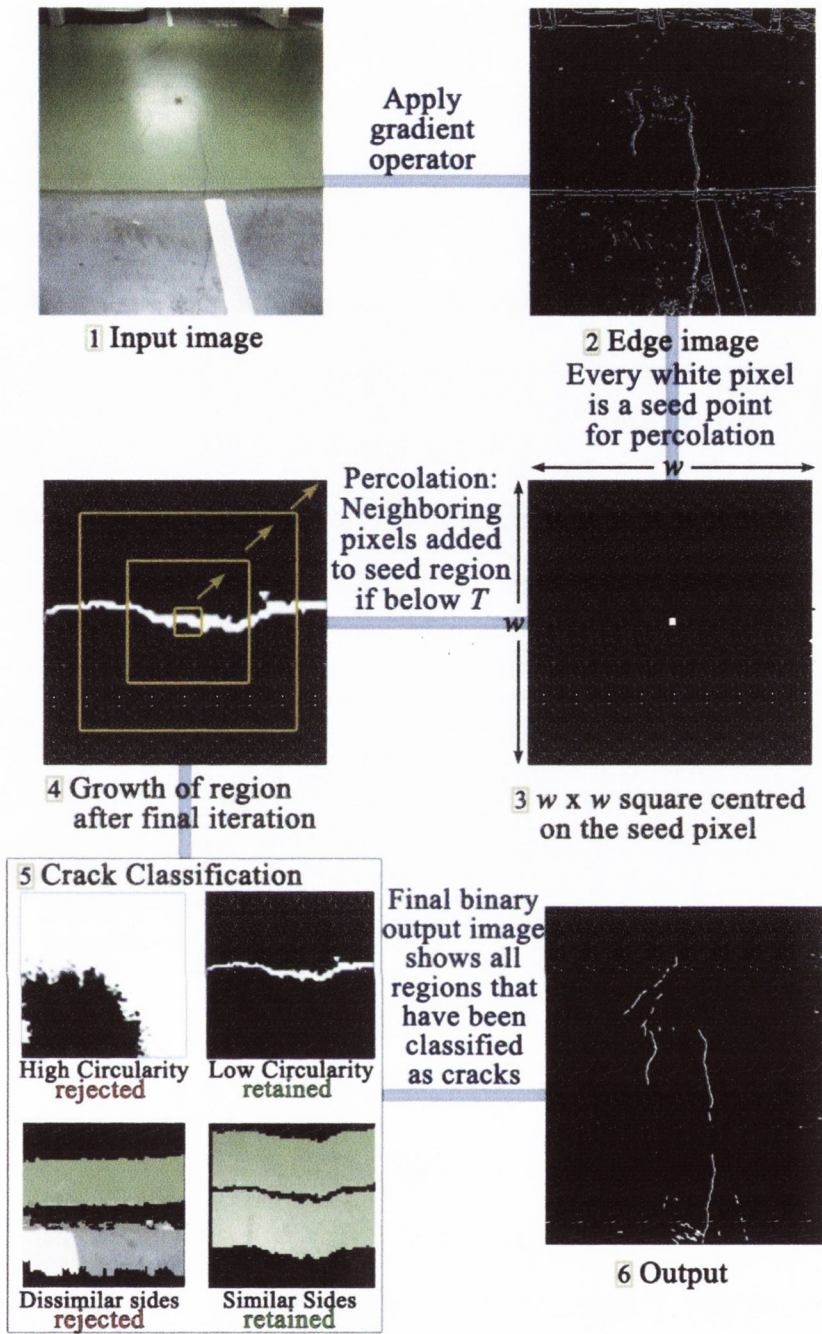 Apply
gradient
operator
1 Input image
2 Edge image
Every white pixel
is a seed point
for percolation
w
Percolation:
Neighboring
pixels added
to seed region
if below T
w
4 Growth of region
after final iteration
3 w x w square centred
on the seed pixel
5 Crack Classification
High Circularity
rejected
Low Circularity
retained
Dissimilar sides
rejected
Similar Sides
retained
Final binary
output image
shows all
regions that
have been
classified
as cracks
6 Output